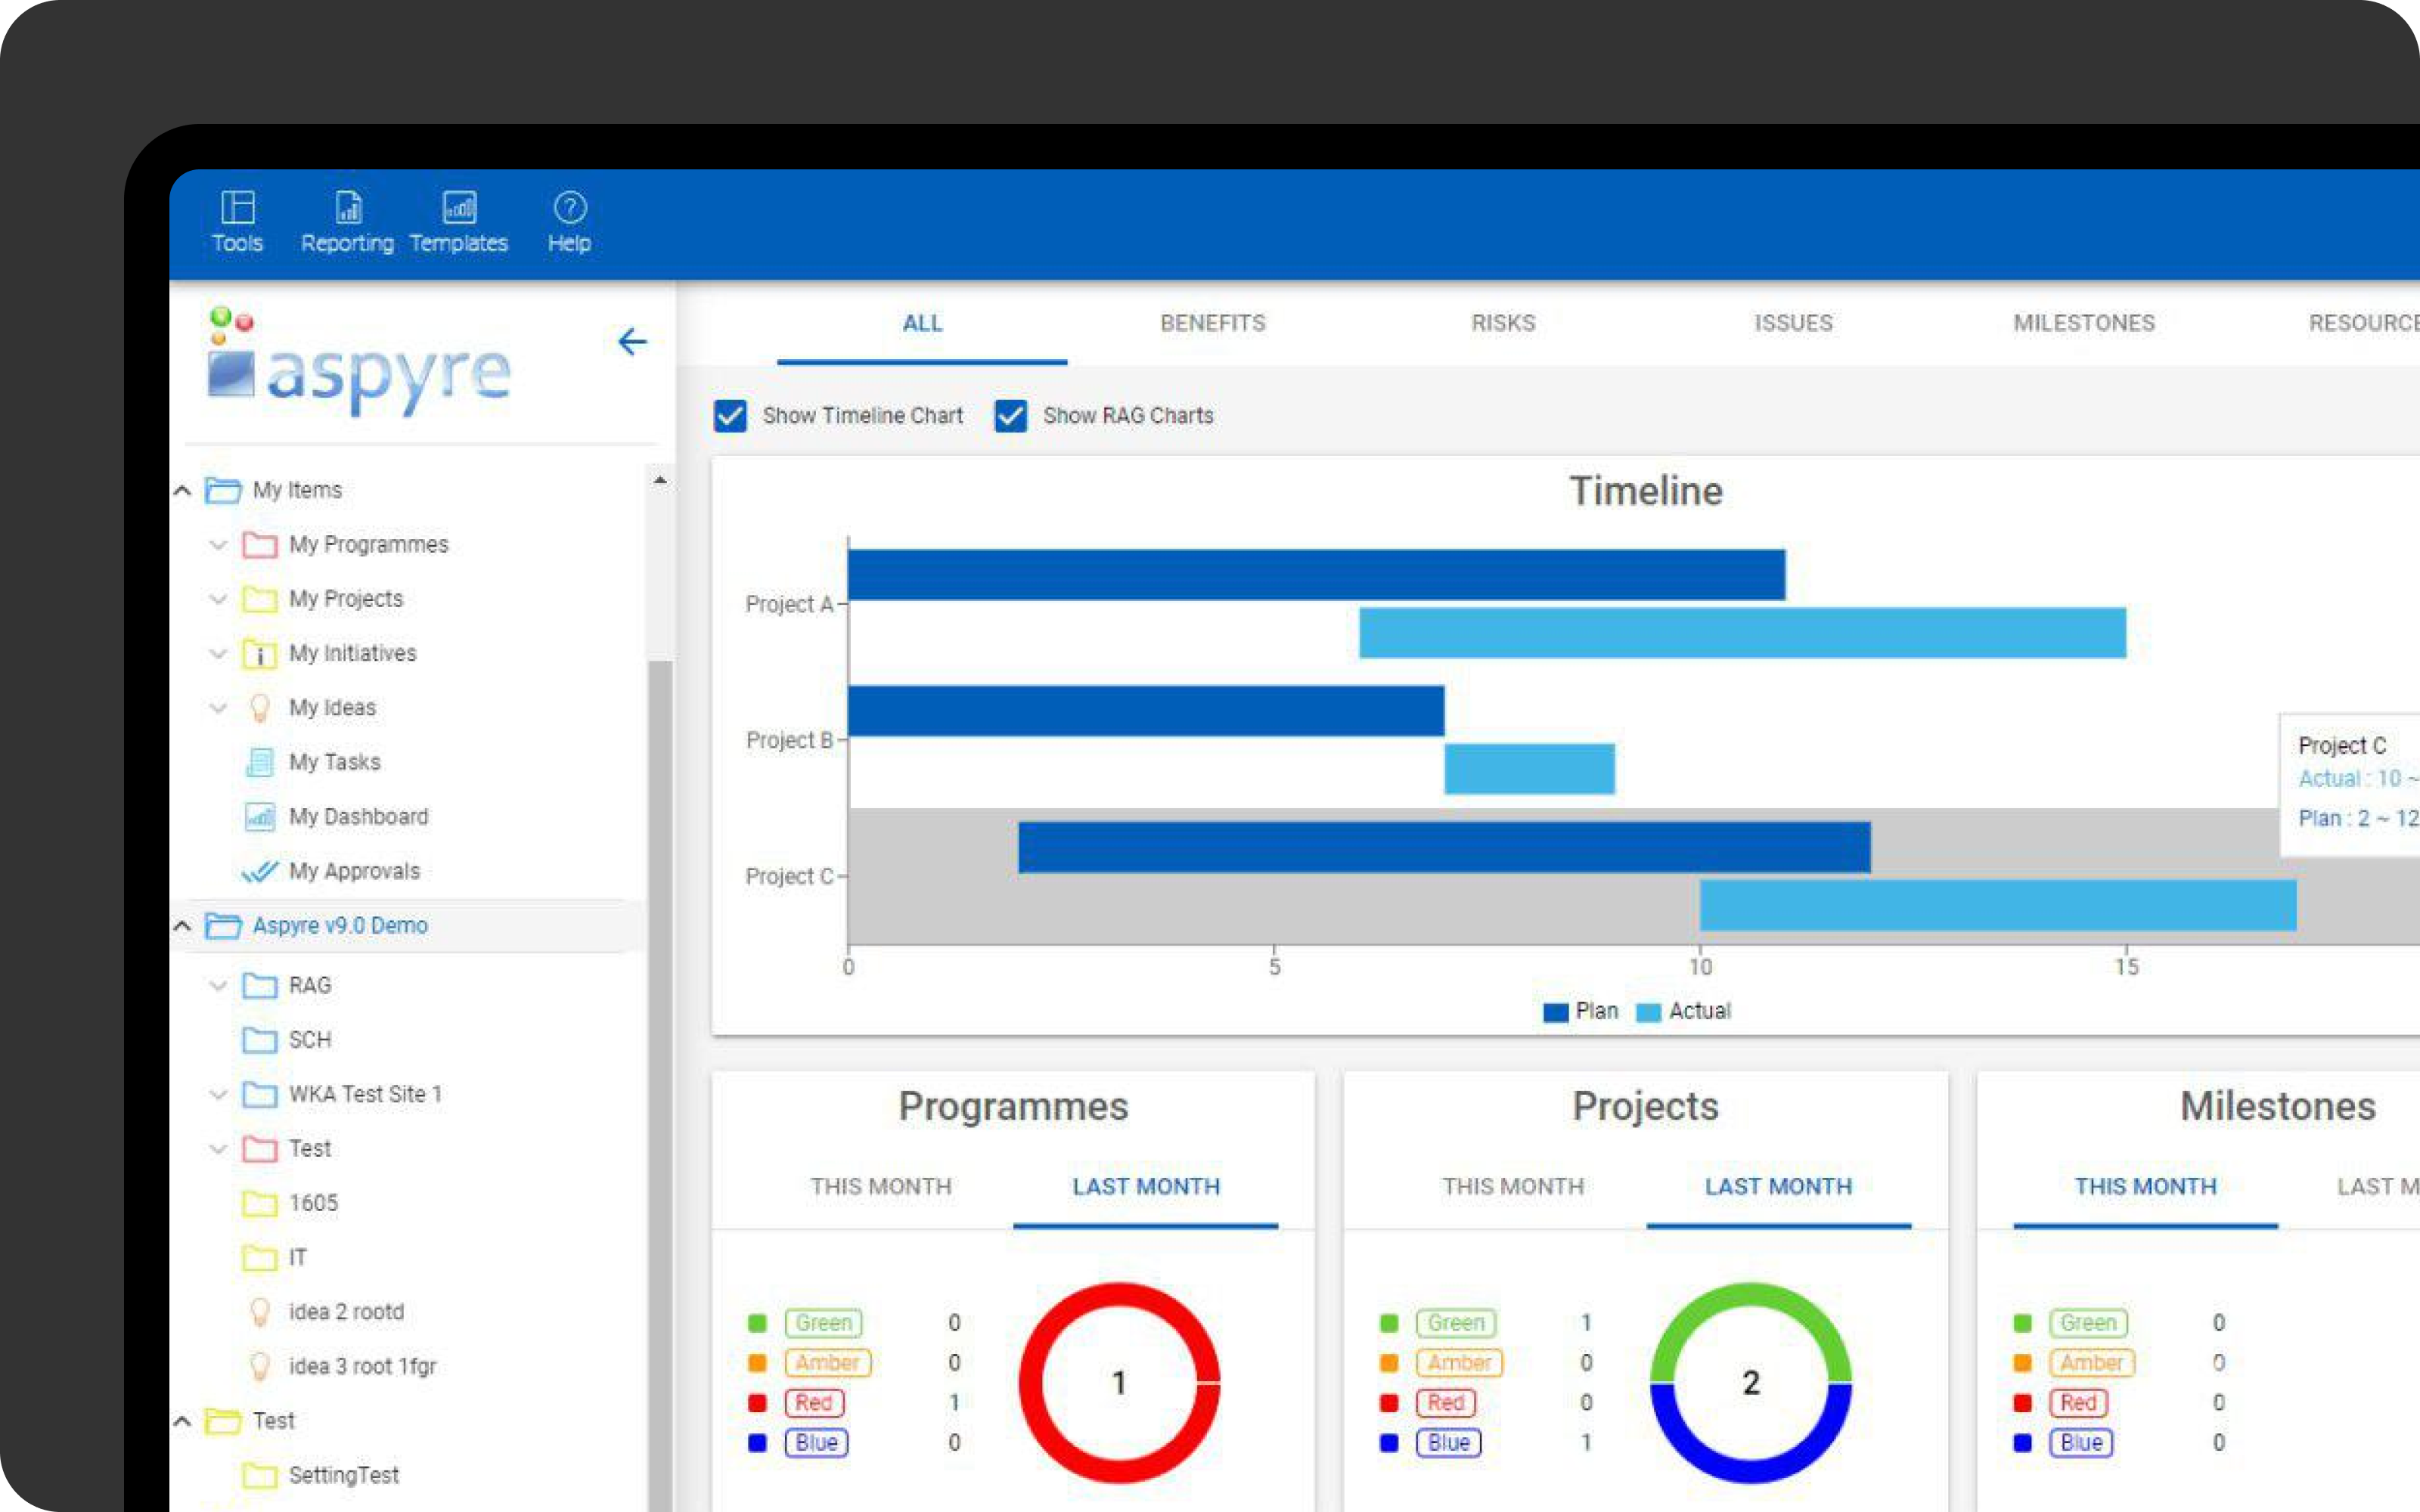 Tools Reporting Templates Help
aspyre
ALL BENEFITS RISKS ISSUES MILESTONES
Show Timeline Chart Show RAG Charts
My Items
My Programmes
My Projects
My Initiatives
My Ideas
My Tasks
My Dashboard
My Approvals
Aspyre v9.0 Demo
RAG
SCH
WKA Test Site 1
Test
1605
IT
idea 2 rootd
idea 3 root 1fgr
Test
SettingTest
Timeline
Project A
Project B
Project C
Project C
Actual : 10 ~
Plan : 2 ~ 12
0 5 10 15
Plan Actual
Programmes
THIS MONTH LAST MONTH
Green 0
Amber 0
Red 1
Blue 0
1
Projects
THIS MONTH LAST MONTH
Green 1
Amber 0
Red 0
Blue 1
2
Milestones
THIS MONTH LAST
Green 0
Amber 0
Red 0
Blue 0